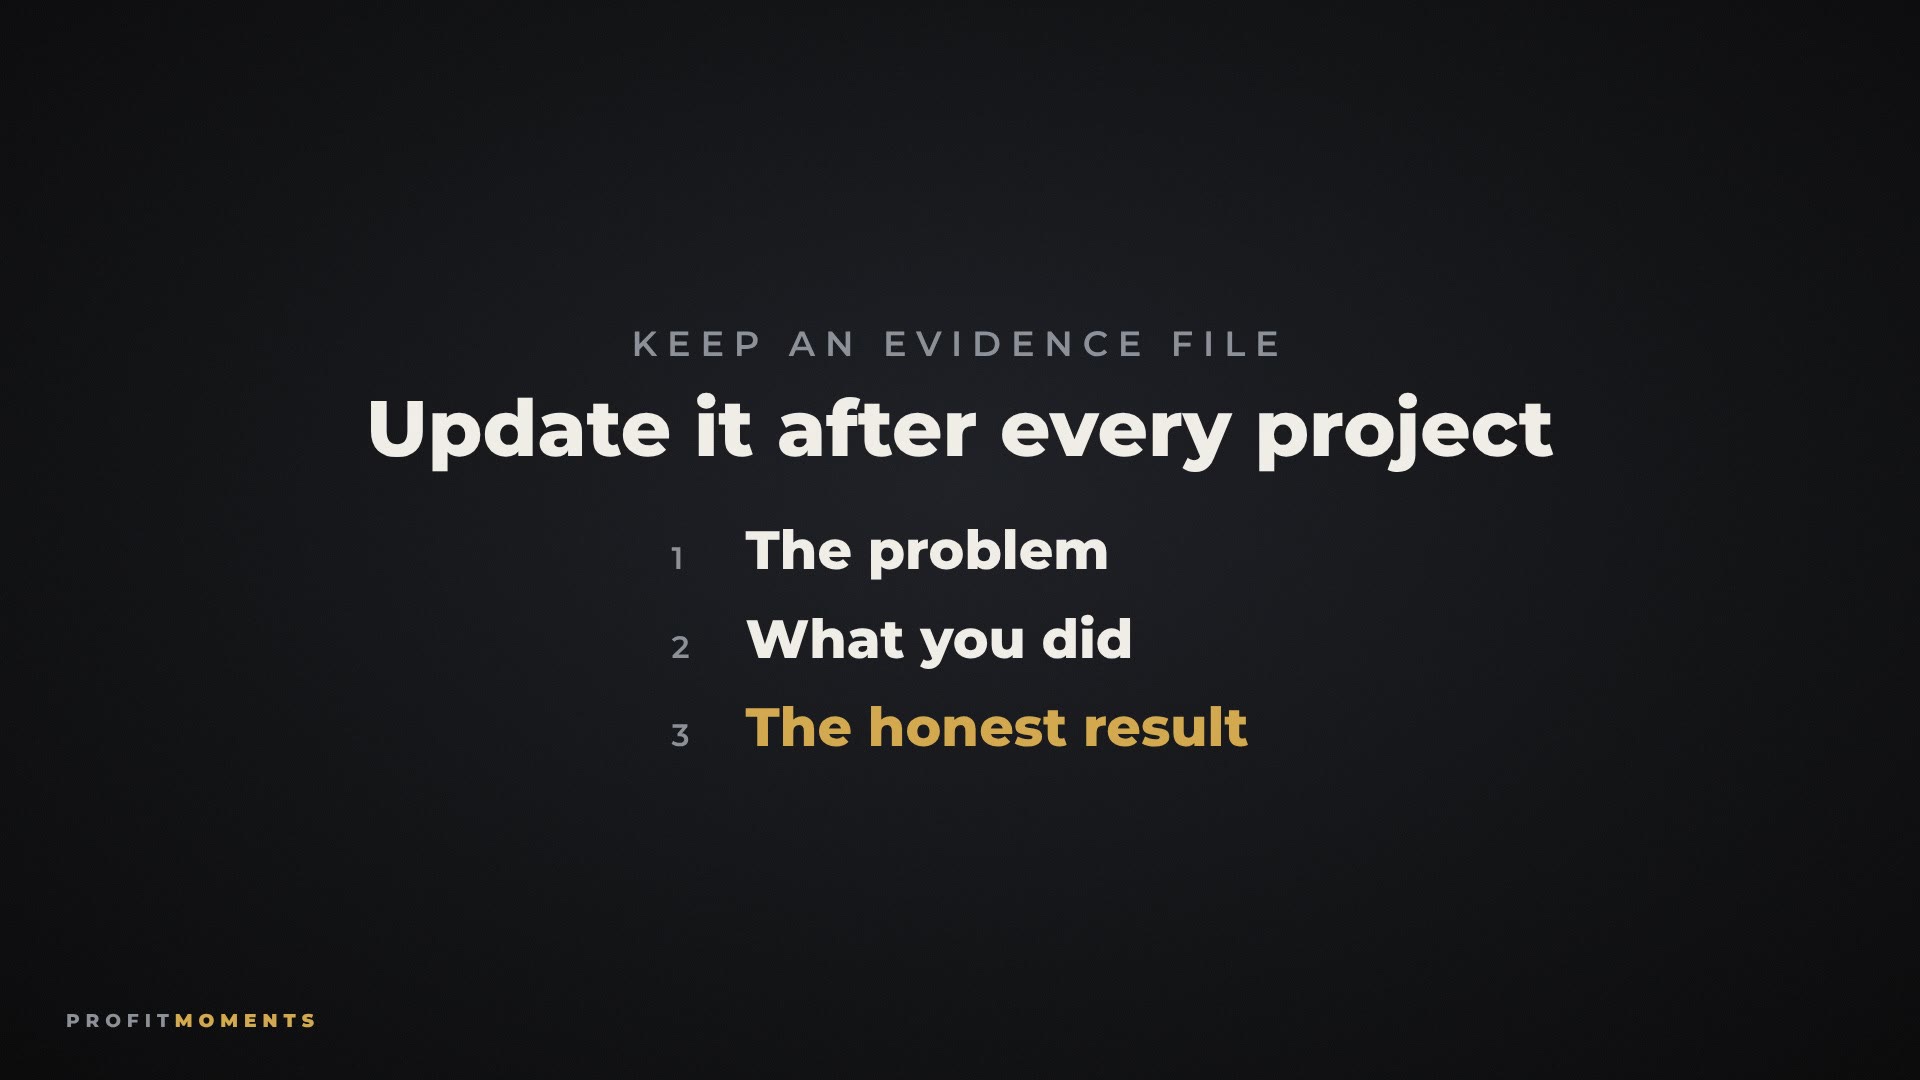 KEEP AN EVIDENCE FILE
Update it after every project
1 The problem
2 What you did
3 The honest result
PROFITMOMENTS